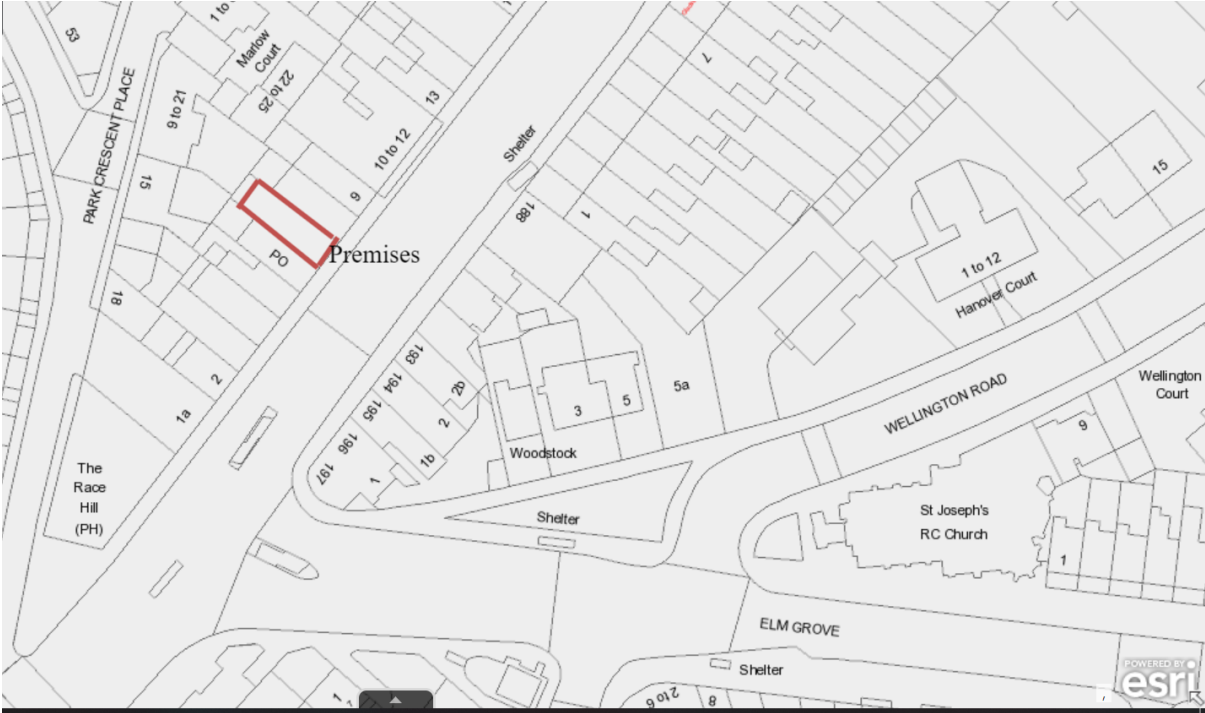 53
1 to
Marlow
Court
22 to 25
9 to 21
PARK CRESCENT PLACE
15
13
10 to 12
Shelter
9
188
1
7
PO
Premises
18
2
1a
193
194
195
196
197
2b
2
1b
1
3
5
5a
Woodstock
15
1 to 12
Hanover Court
WELLINGTON ROAD
Wellington
Court
9
The
Race
Hill
(PH)
Shelter
St Joseph's
RC Church
1
ELM GROVE
Shelter
1
1
2 to 6
8
POWERED BY
esri